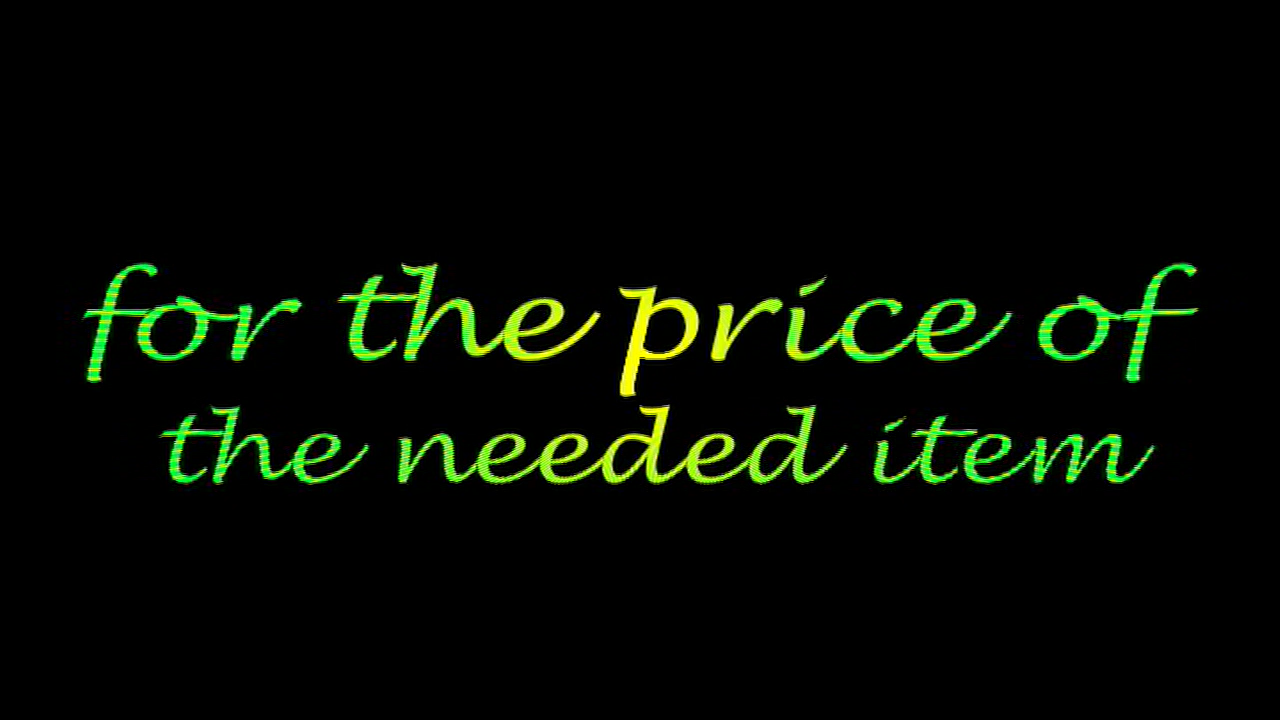 for the price of
the needed item